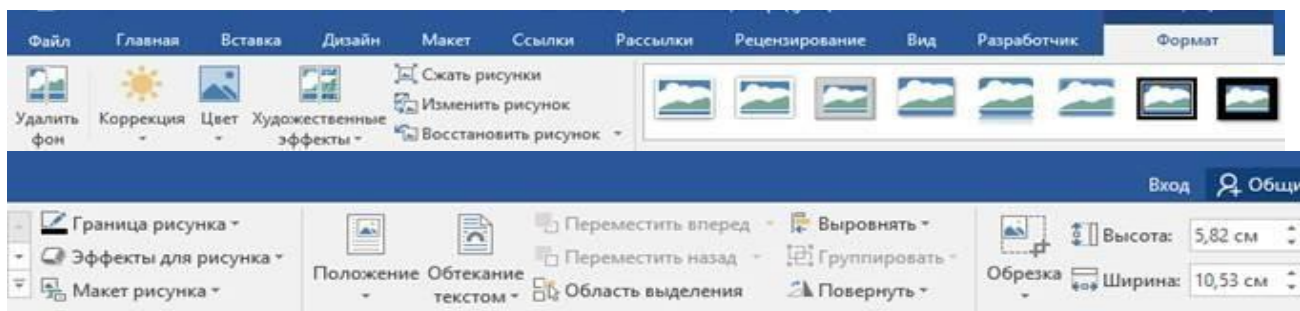 Файл Главная Вставка Дизайн Макет Ссылки Рассылки Рецензирование Вид Разработчик Формат
Удалить фон
Коррекция
Цвет
Художественные эффекты
Сжать рисунки
Изменить рисунок
Восстановить рисунок
Вход
Граница рисунка
Эффекты для рисунка
Макет рисунка
Положение
Обтекание текстом
Переместить вперед
Переместить назад
Область выделения
Выровнять
Группировать
Повернуть
Обрезка
Высота: 5,82 см
Ширина: 10,53 см